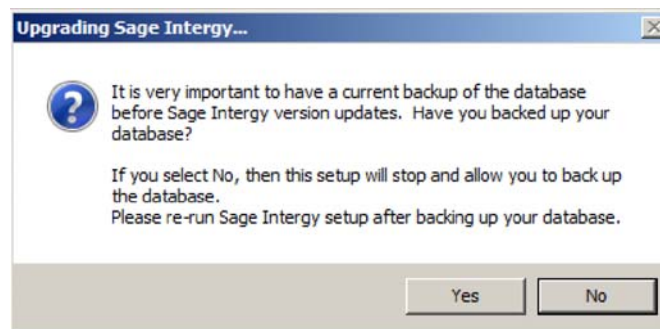 Upgrading Sage Intergy...
It is very important to have a current backup of the database
before Sage Intergy version updates.  Have you backed up your
database?
If you select No, then this setup will stop and allow you to back up
the database.
Please re-run Sage Intergy setup after backing up your database.
Yes
No